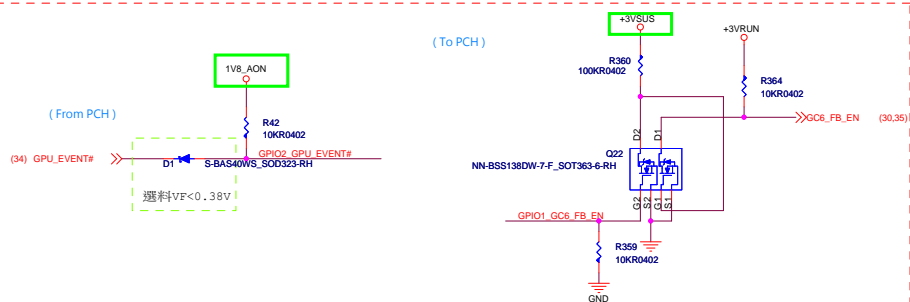 +3VSUS
( To PCH )
+3VRUN
1V8_AON
R360
100KR0402
R364
10KR0402
( From PCH )
R42
10KR0402
GC6_FB_EN (30,35)
D2
D1
(34) GPU_EVENT#
GPIO2_GPU_EVENT#
D1
S-BAS40WS_SOD323-RH
Q22
NN-BSS138DW-7-F_SOT363-6-RH
選料VF<0.38V
G2
S2
G1
S1
GPIO1_GC6_FB_EN
R359
10KR0402
GND